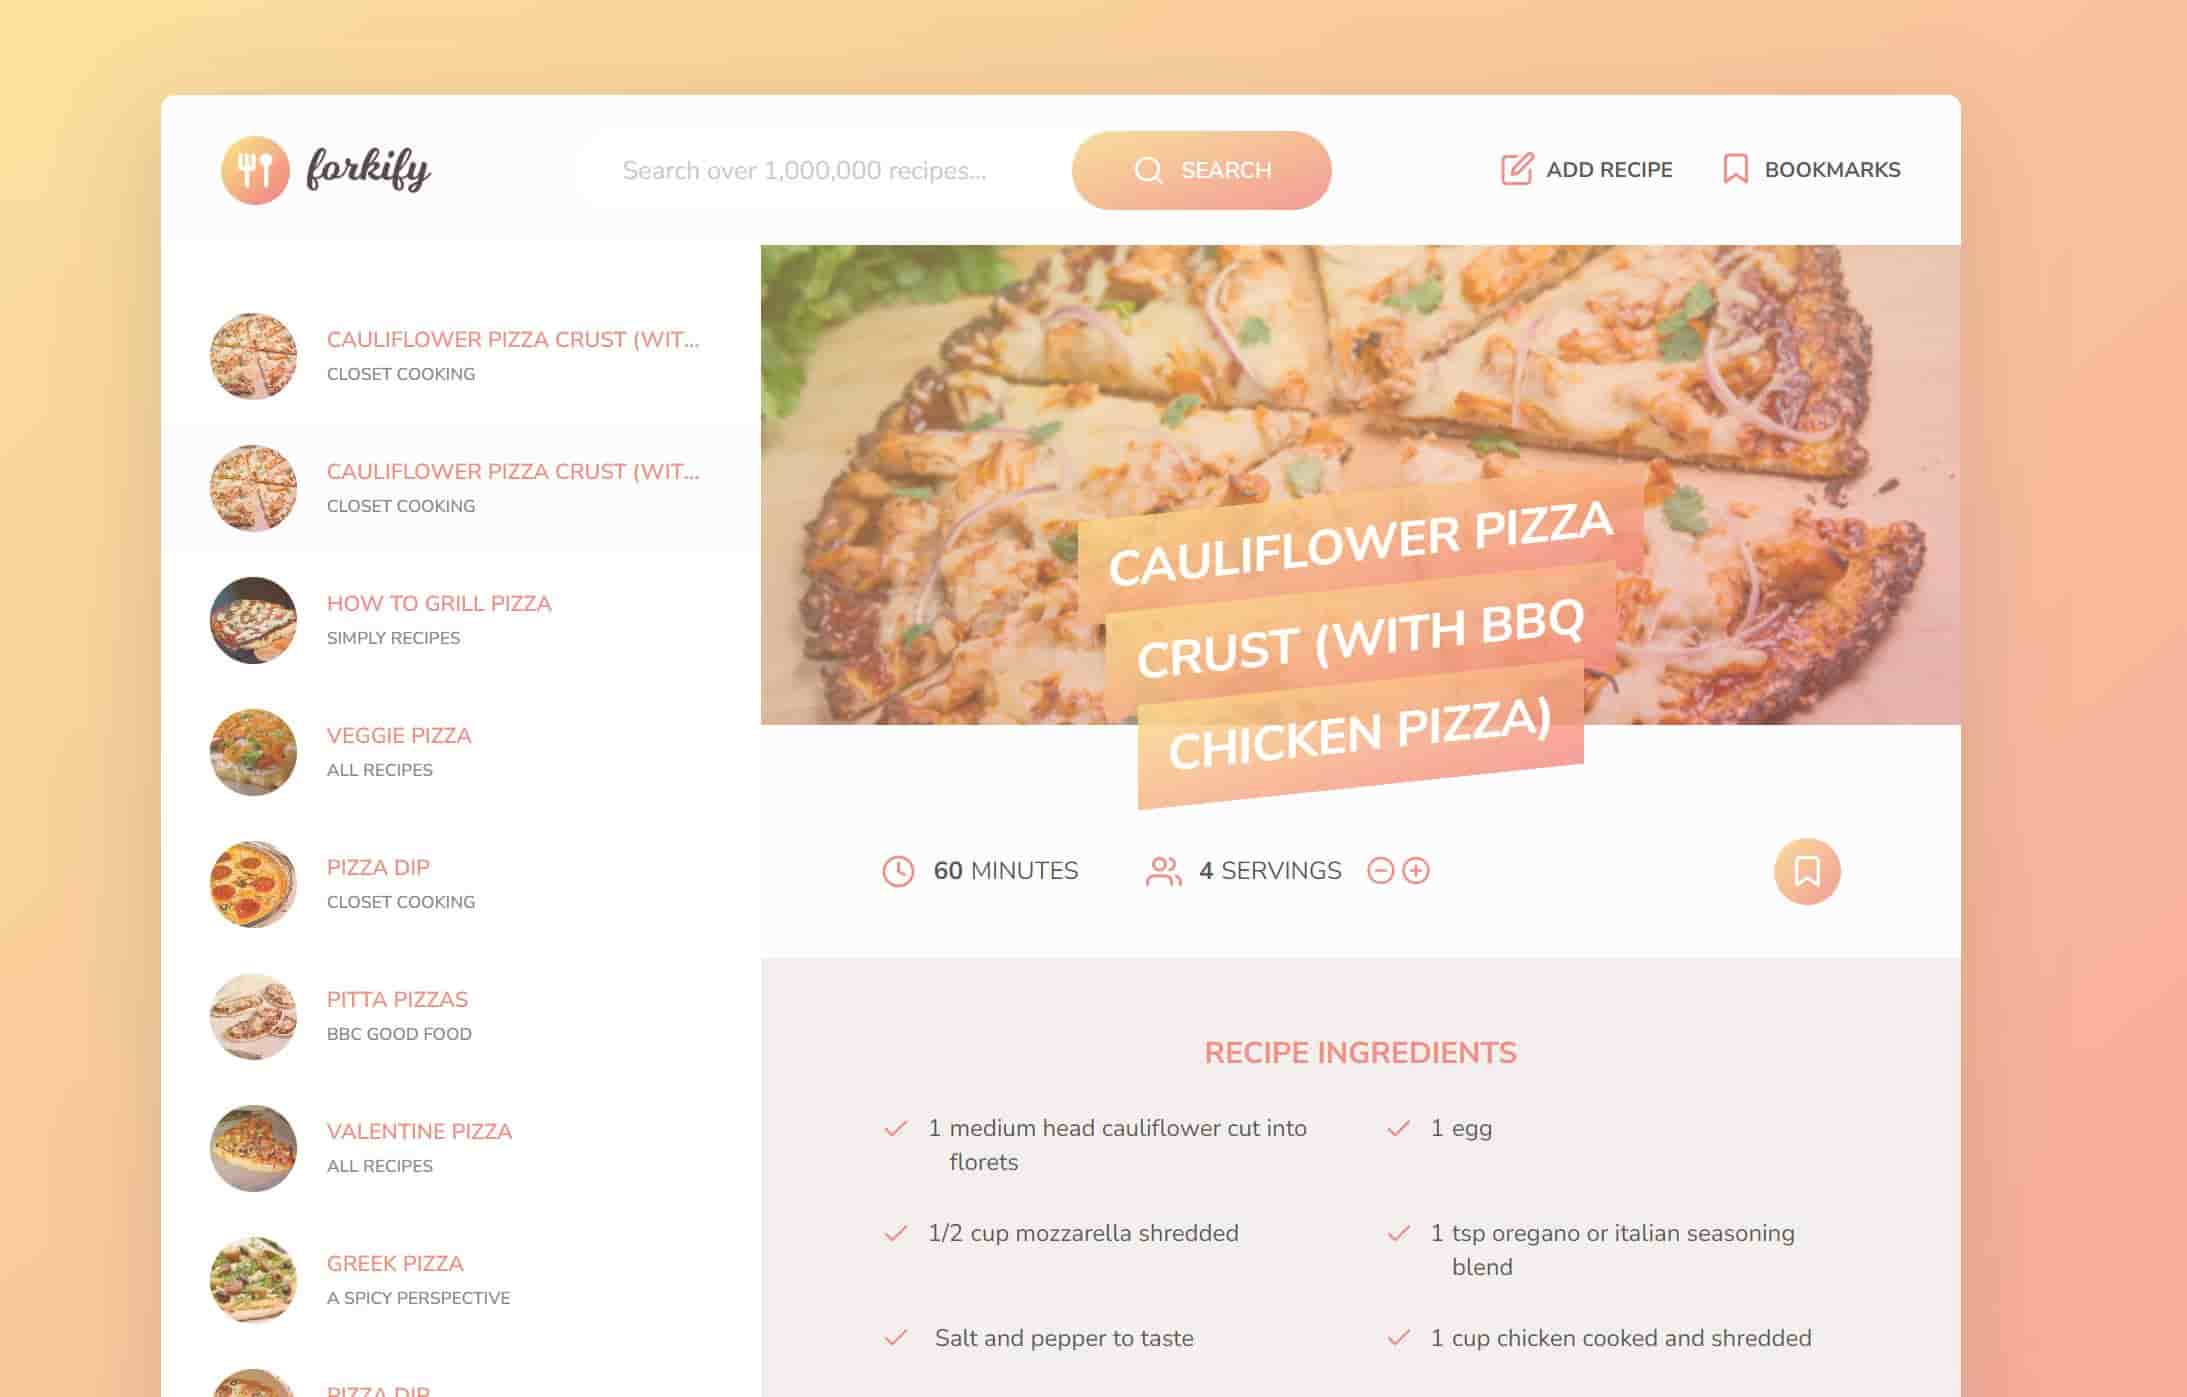 forkify
Search over 1,000,000 recipes...
SEARCH
ADD RECIPE
BOOKMARKS
CAULIFLOWER PIZZA CRUST (WIT...
CLOSET COOKING
CAULIFLOWER PIZZA CRUST (WIT...
CLOSET COOKING
HOW TO GRILL PIZZA
SIMPLY RECIPES
VEGGIE PIZZA
ALL RECIPES
PIZZA DIP
CLOSET COOKING
PITTA PIZZAS
BBC GOOD FOOD
VALENTINE PIZZA
ALL RECIPES
GREEK PIZZA
A SPICY PERSPECTIVE
PIZZA DIP
CAULIFLOWER PIZZA
CRUST (WITH BBQ
CHICKEN PIZZA)
60 MINUTES
4 SERVINGS
RECIPE INGREDIENTS
1 medium head cauliflower cut into
florets
1 egg
1/2 cup mozzarella shredded
1 tsp oregano or italian seasoning
blend
Salt and pepper to taste
1 cup chicken cooked and shredded